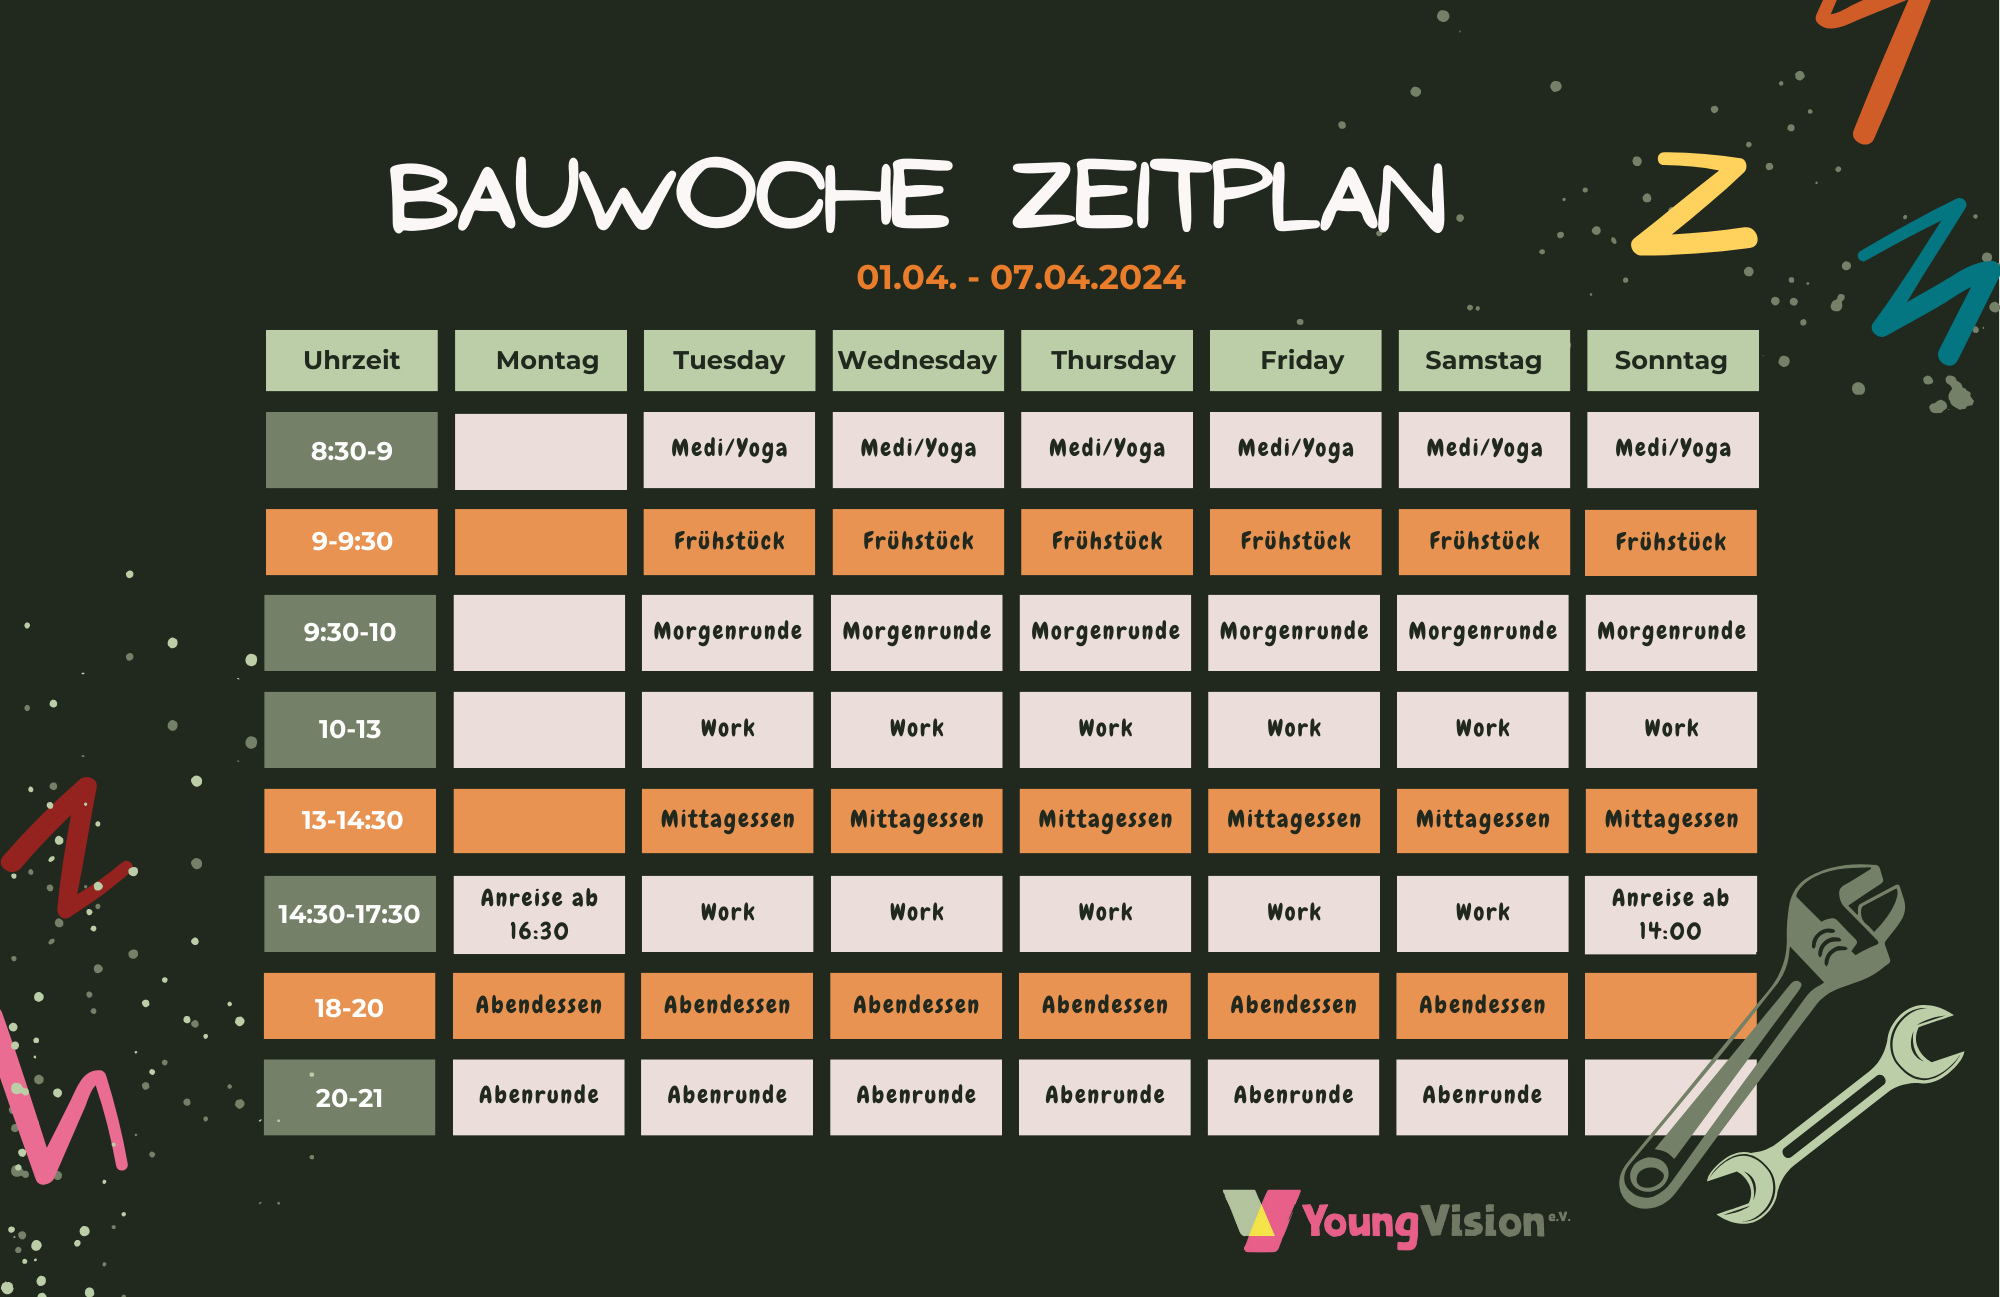 BAUWOCHE ZEITPLAN
01.04. - 07.04.2024
Uhrzeit Montag Tuesday Wednesday Thursday Friday Samstag Sonntag
8:30-9 Medi/Yoga Medi/Yoga Medi/Yoga Medi/Yoga Medi/Yoga Medi/Yoga
9-9:30 Frühstück Frühstück Frühstück Frühstück Frühstück Frühstück
9:30-10 Morgenrunde Morgenrunde Morgenrunde Morgenrunde Morgenrunde Morgenrunde
10-13 Work Work Work Work Work Work
13-14:30 Mittagessen Mittagessen Mittagessen Mittagessen Mittagessen Mittagessen
14:30-17:30 Anreise ab 16:30 Work Work Work Work Work Anreise ab 14:00
18-20 Abendessen Abendessen Abendessen Abendessen Abendessen Abendessen
20-21 Abenrunde Abenrunde Abenrunde Abenrunde Abenrunde Abenrunde
YoungVision e.V.